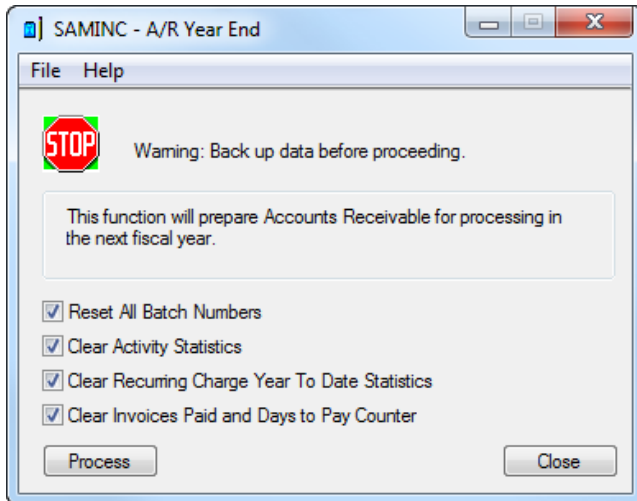 SAMINC - A/R Year End
File Help
STOP
Warning: Back up data before proceeding.
This function will prepare Accounts Receivable for processing in
the next fiscal year.
Reset All Batch Numbers
Clear Activity Statistics
Clear Recurring Charge Year To Date Statistics
Clear Invoices Paid and Days to Pay Counter
Process Close